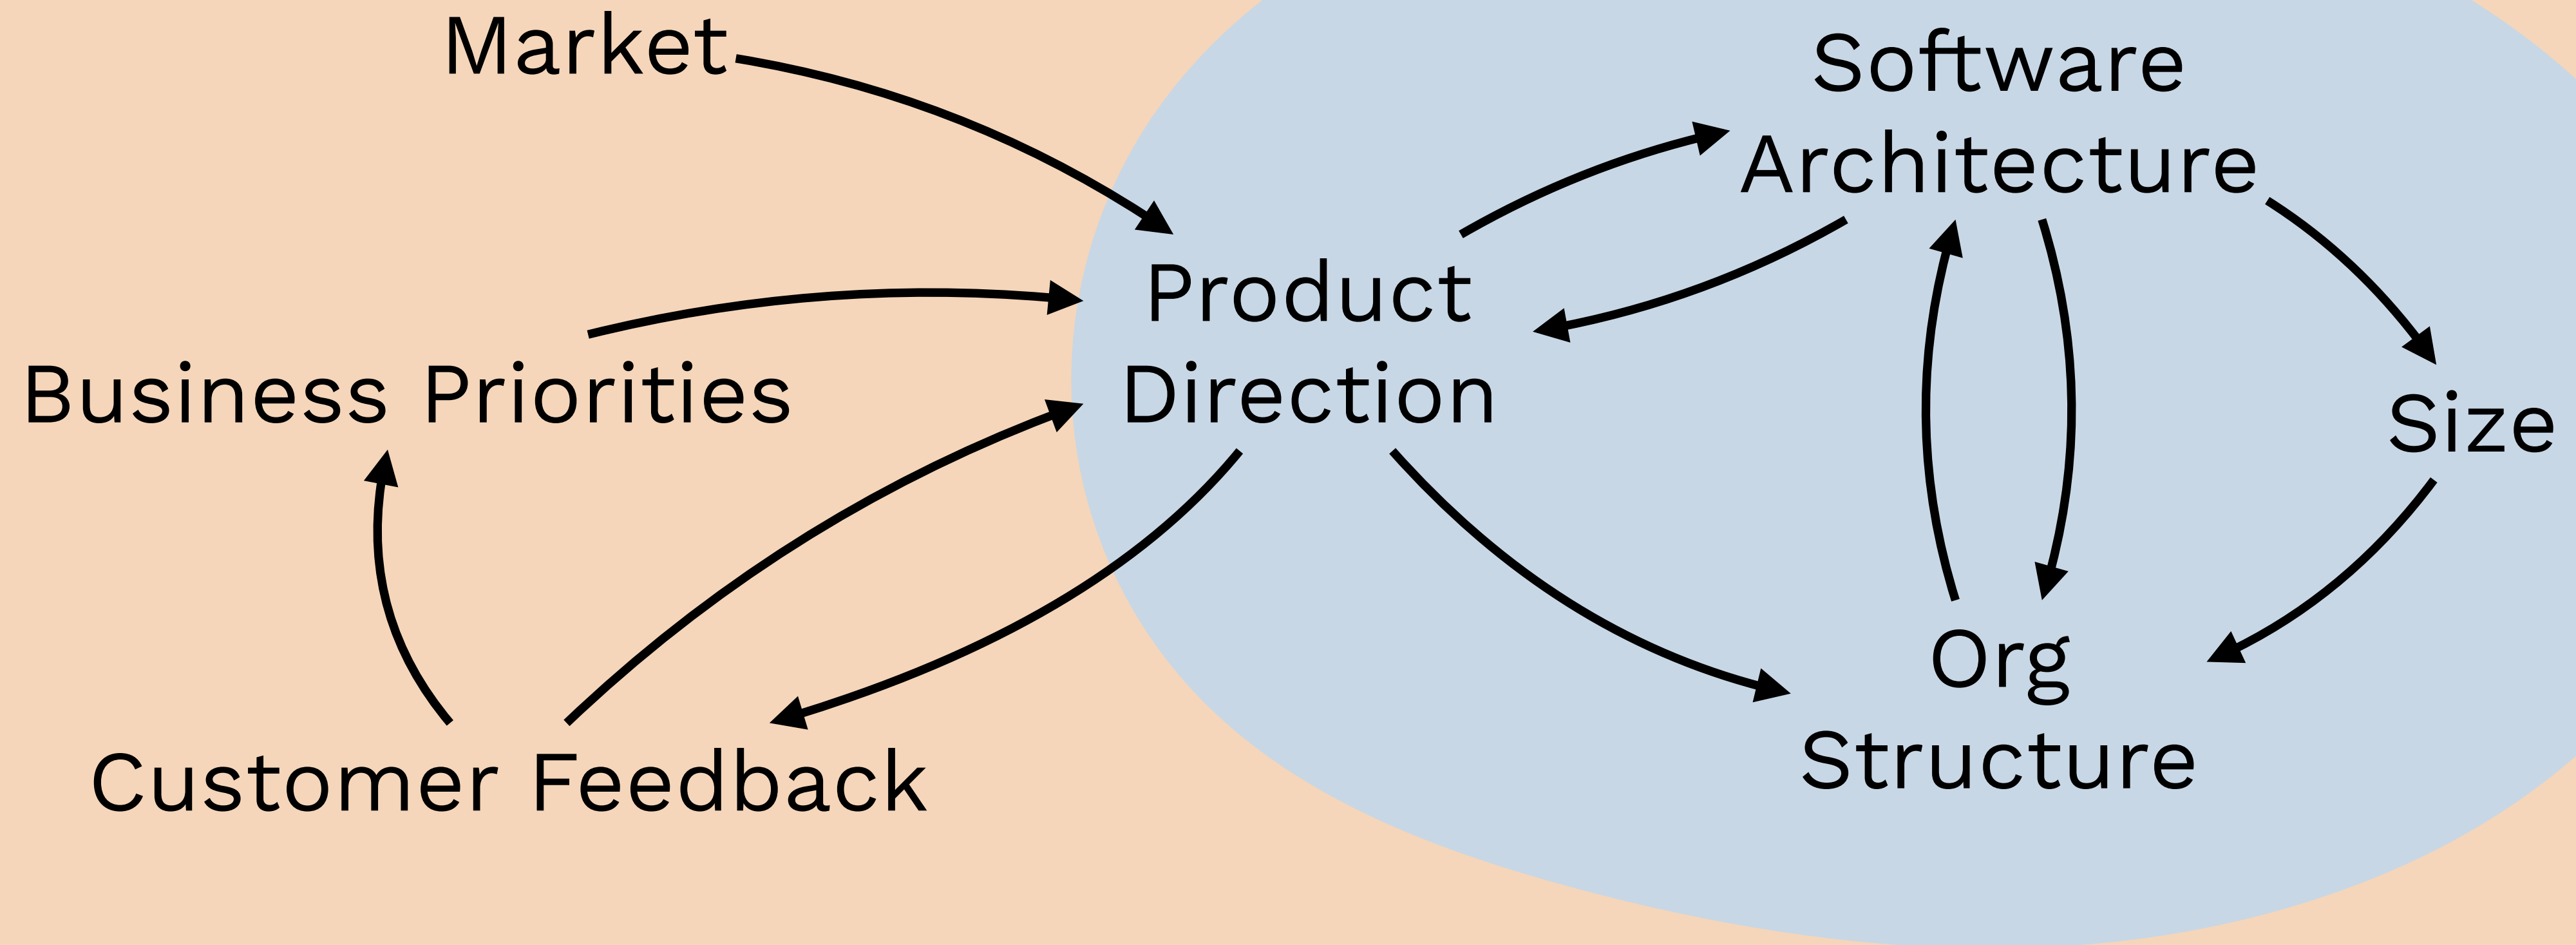 Market
Software
Architecture
Product
Direction
Business Priorities
Size
Org
Structure
Customer Feedback